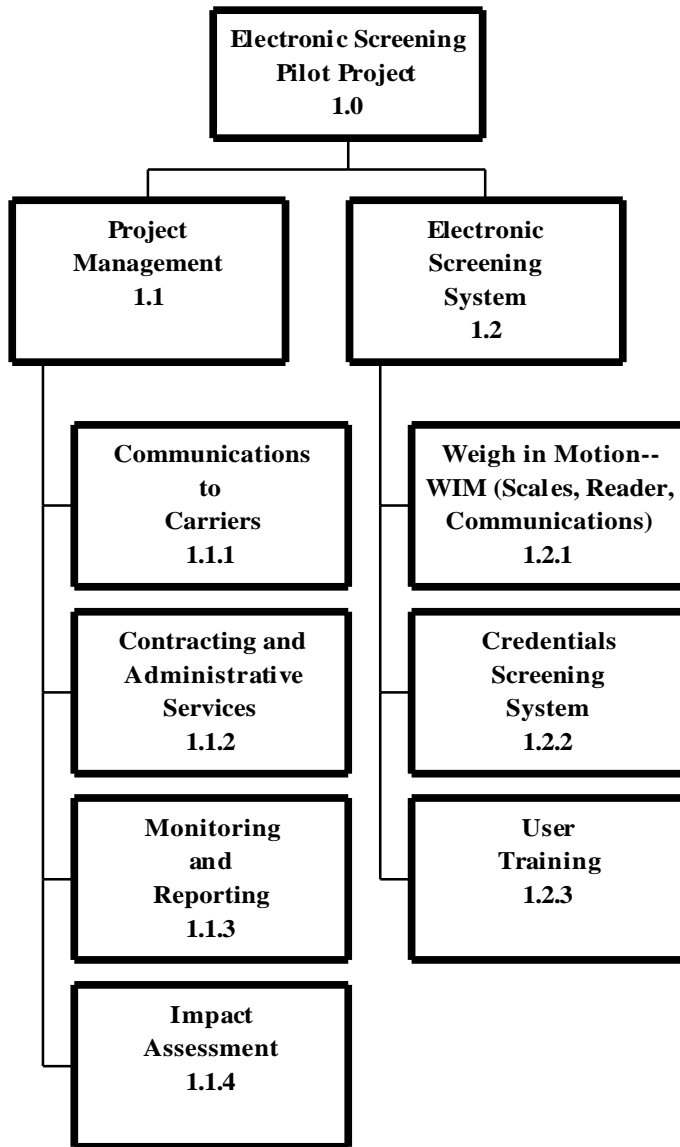 Electronic Screening
Pilot Project
1.0
Project
Management
1.1
Electronic
Screening
System
1.2
Communications
to
Carriers
1.1.1
Contracting and
Administrative
Services
1.1.2
Monitoring
and
Reporting
1.1.3
Impact
Assessment
1.1.4
Weigh in Motion--
WIM (Scales, Reader,
Communications)
1.2.1
Credentials
Screening
System
1.2.2
User
Training
1.2.3